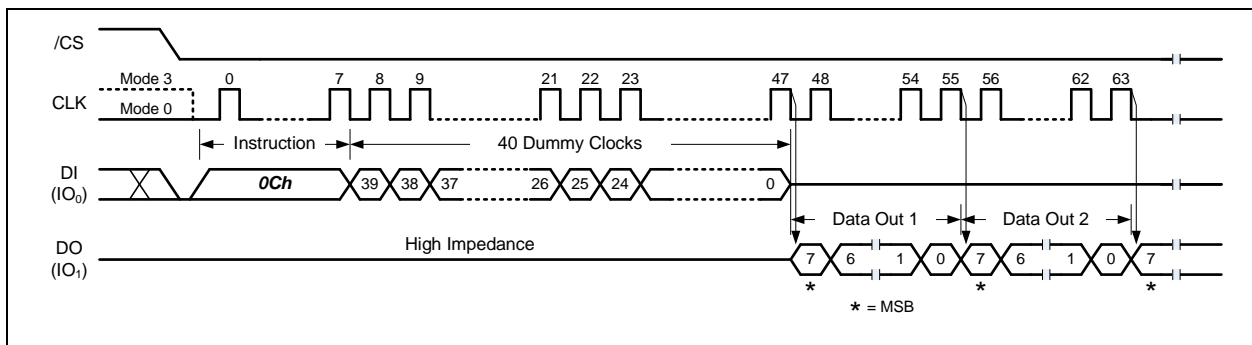 /CS
Mode 3 0 7 8 9 21 22 23 47 48 54 55 56 62 63
CLK Mode 0
Instruction 40 Dummy Clocks
DI
(IO0) 0Ch 39 38 37 26 25 24 0
Data Out 1 Data Out 2
DO
(IO1) High Impedance 7 6 1 0 7 6 1 0 7
* * *
* = MSB